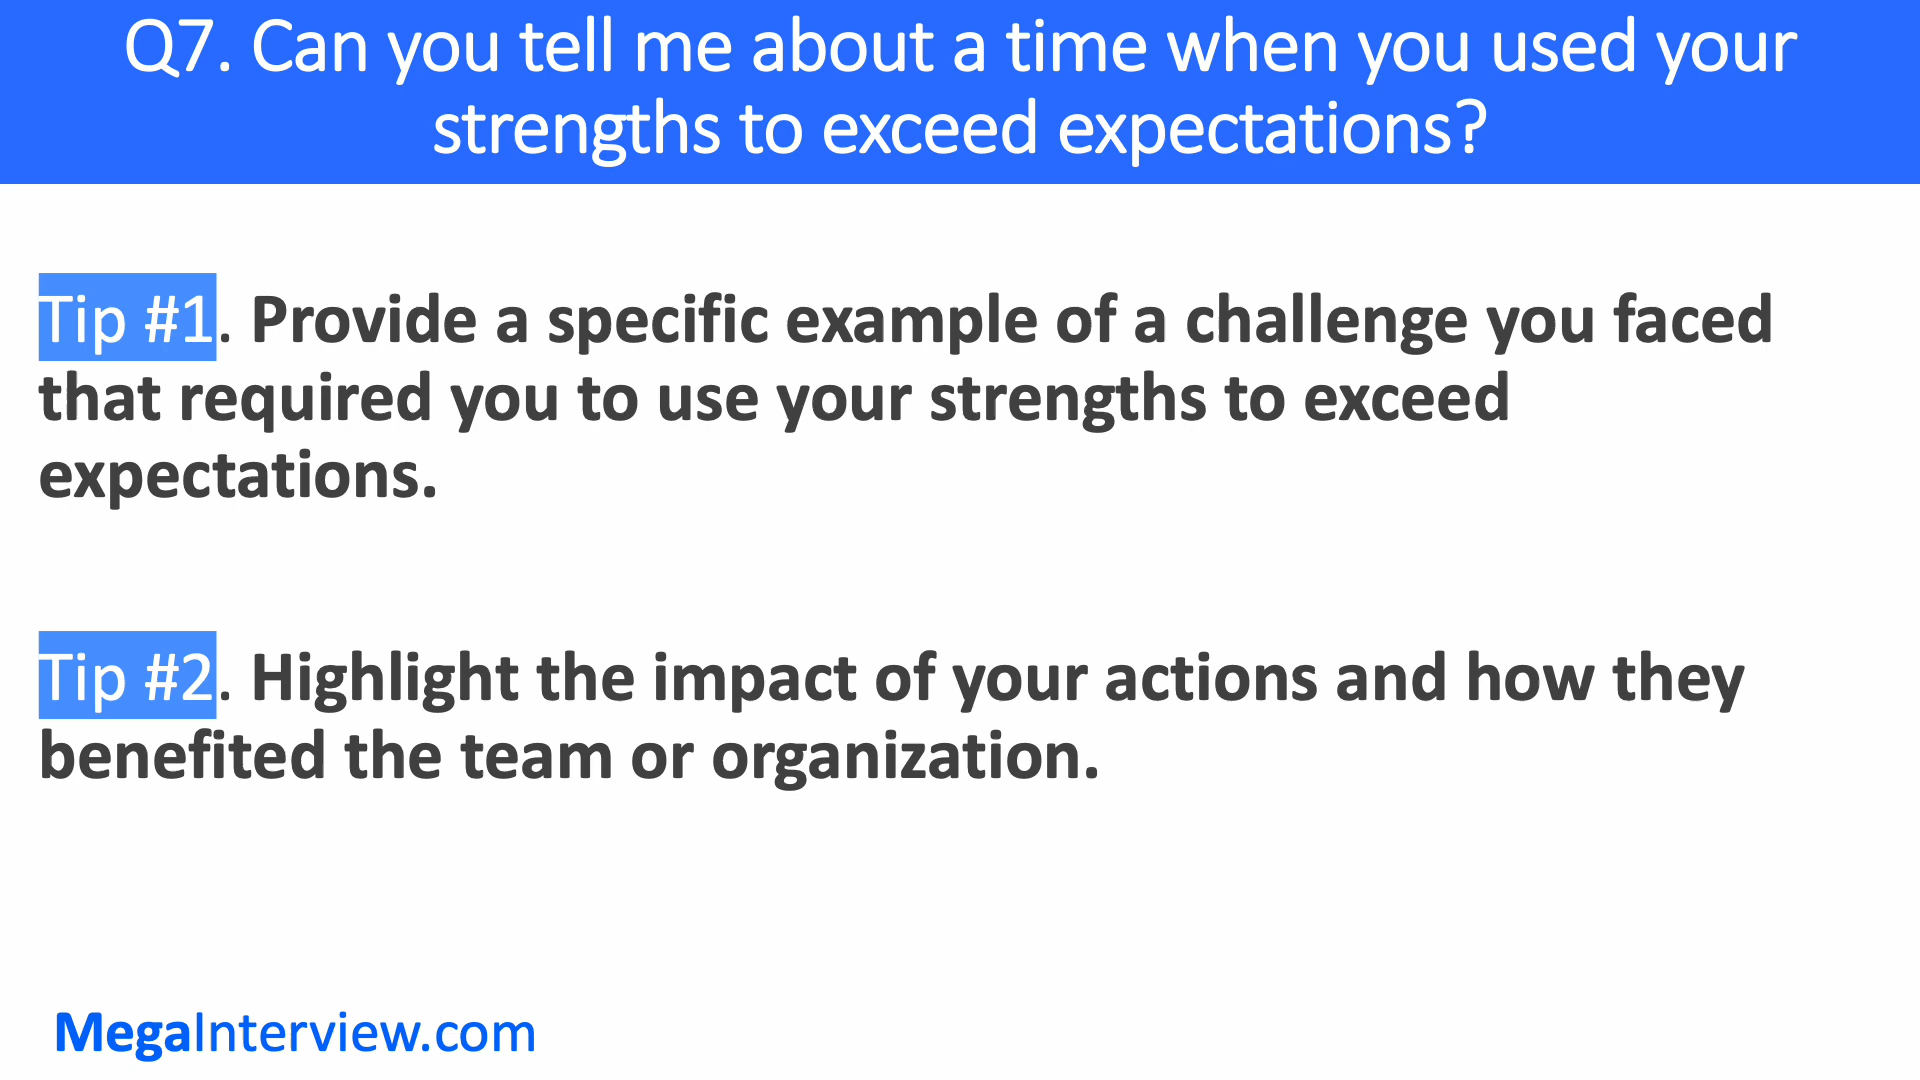 Q7. Can you tell me about a time when you used your
strengths to exceed expectations?
Tip #1. Provide a specific example of a challenge you faced
that required you to use your strengths to exceed
expectations.
Tip #2. Highlight the impact of your actions and how they
benefited the team or organization.
MegaInterview.com